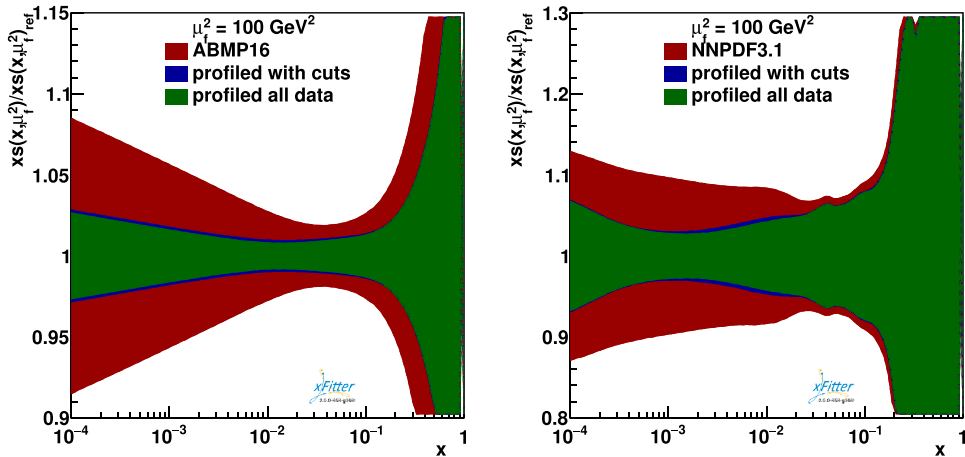 μ_f^2 = 100 GeV^2
ABMP16
profiled with cuts
profiled all data
xs(x,μ_f^2)/xs(x,μ_f^2)_ref
1.15
1.1
1.05
1
0.95
0.9
10^−4
10^−3
10^−2
10^−1
1
x
xFitter
μ_f^2 = 100 GeV^2
NNPDF3.1
profiled with cuts
profiled all data
xs(x,μ_f^2)/xs(x,μ_f^2)_ref
1.3
1.2
1.1
1
0.9
0.8
10^−4
10^−3
10^−2
10^−1
1
x
xFitter